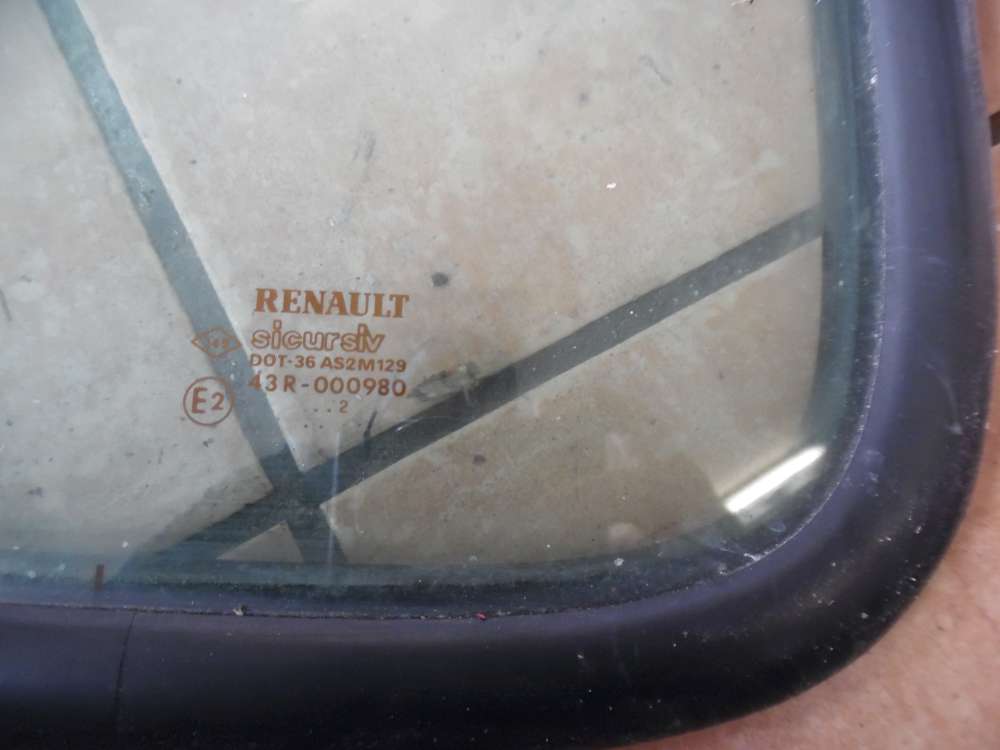 RENAULT
sicursiv
DOT-36 AS2M129
43R-000980
E2
. . 2